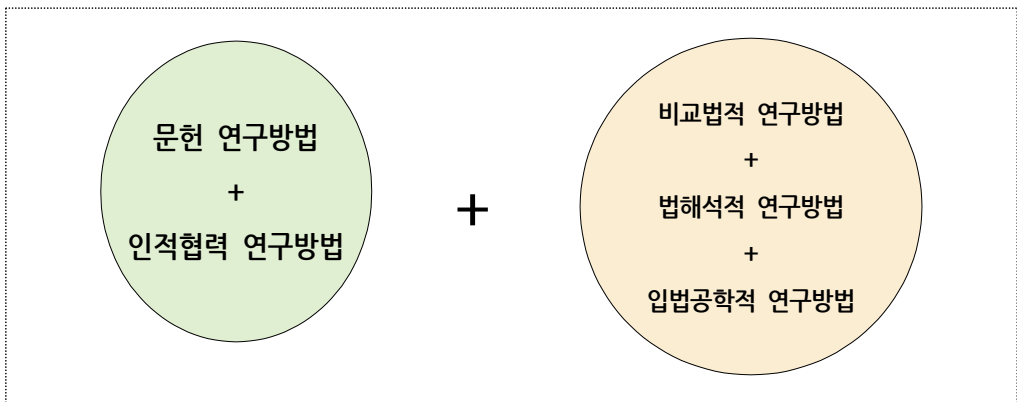 문헌 연구방법
+
인적협력 연구방법
+
비교법적 연구방법
+
법해석적 연구방법
+
입법공학적 연구방법